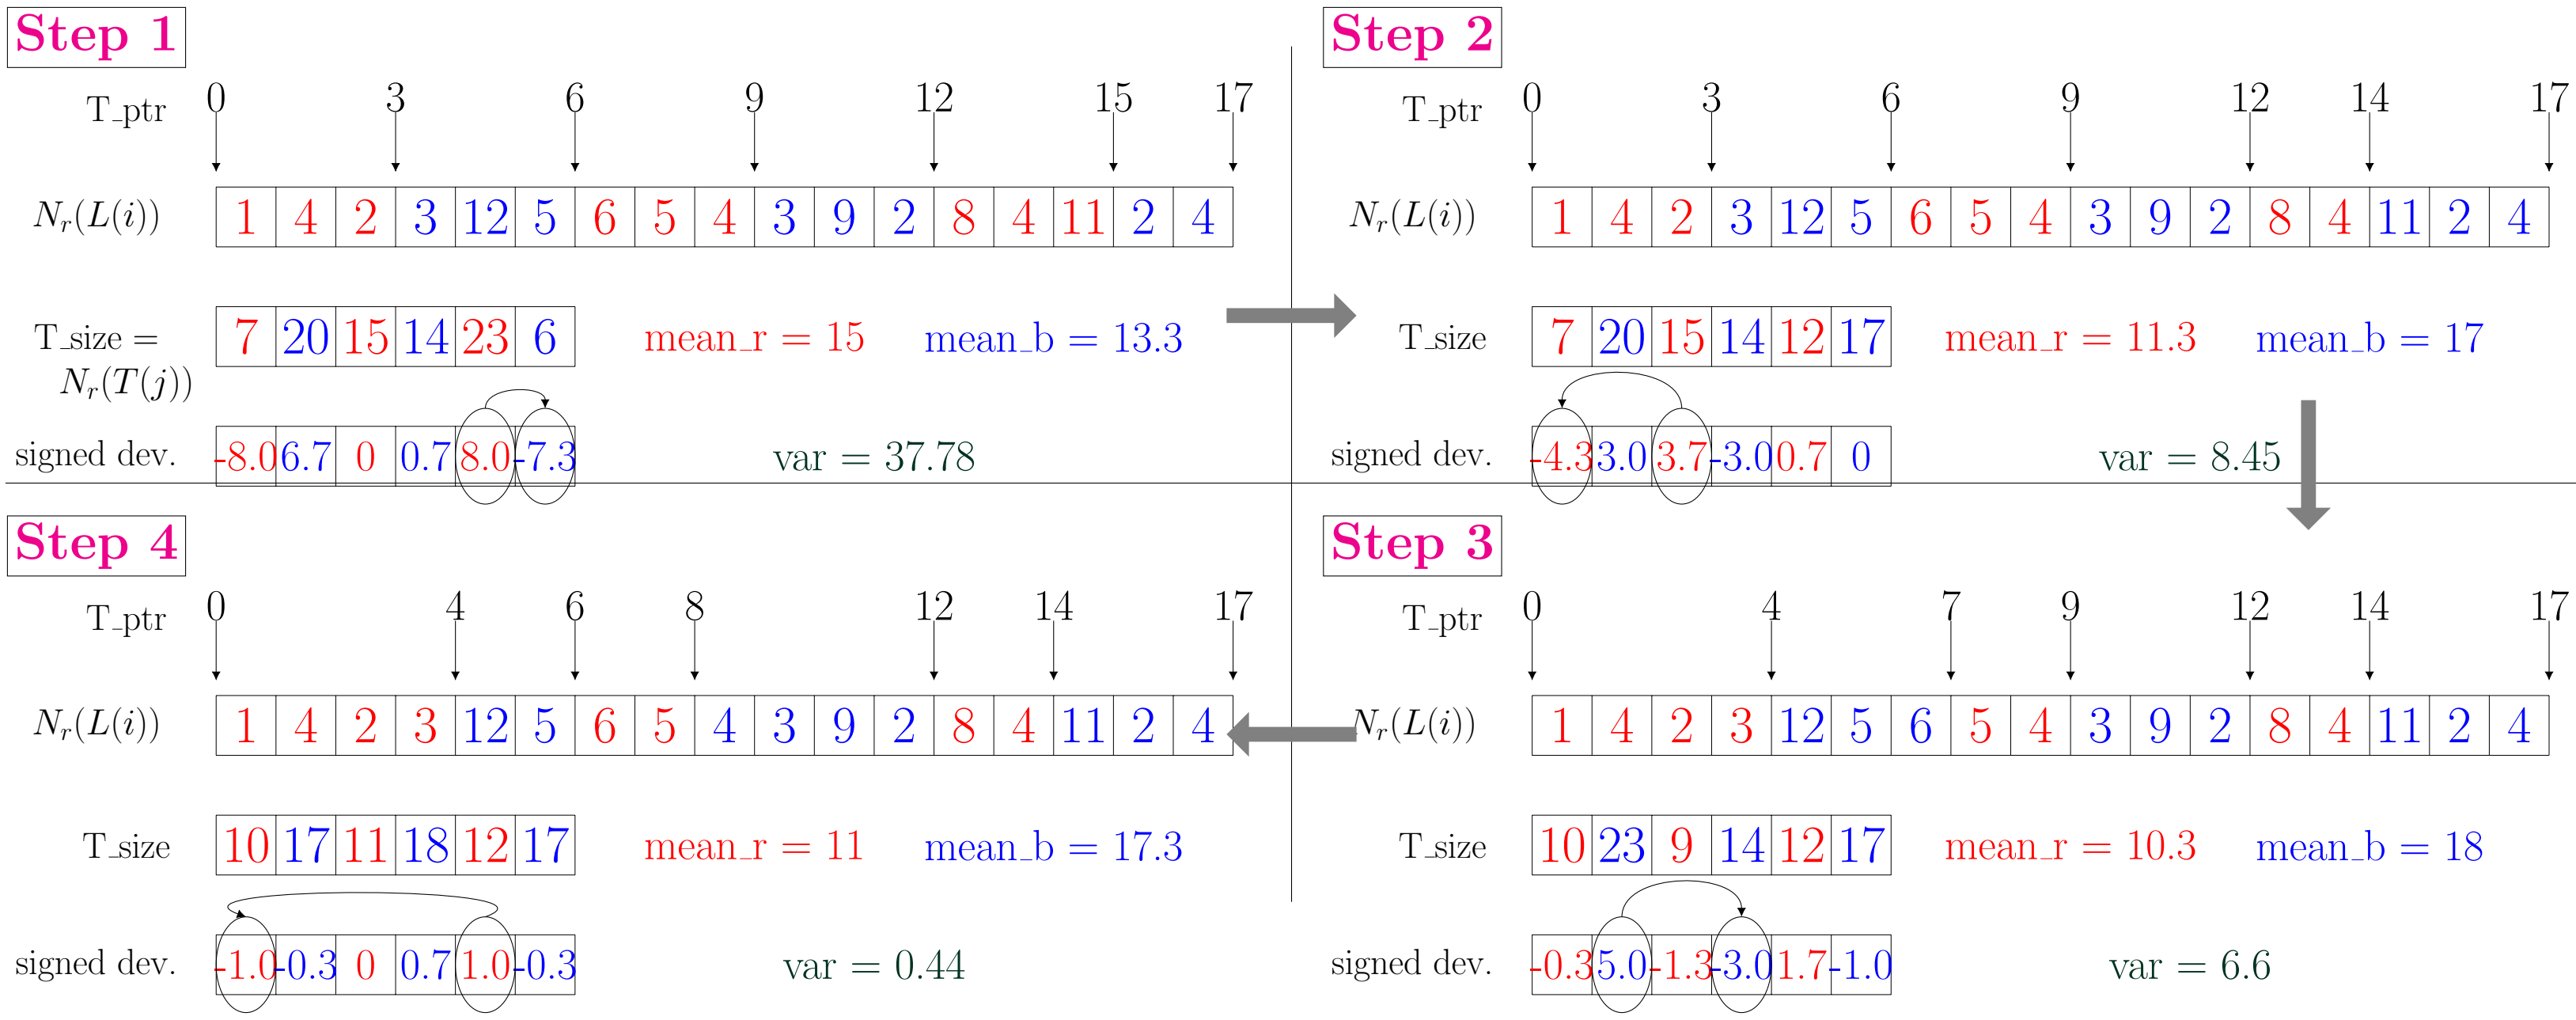 Step 1
T_ptr 0 3 6 9 12 15 17
N_r(L(i)) 1 4 2 3 12 5 6 5 4 3 9 2 8 4 11 2 4
T_size = 7 20 15 14 23 6 mean_r = 15 mean_b = 13.3
N_r(T(j))
signed dev. -8.0 6.7 0 0.7 8.0 -7.3 var = 37.78
Step 2
T_ptr 0 3 6 9 12 14 17
N_r(L(i)) 1 4 2 3 12 5 6 5 4 3 9 2 8 4 11 2 4
T_size 7 20 15 14 12 17 mean_r = 11.3 mean_b = 17
signed dev. -4.3 3.0 3.7 -3.0 0.7 0 var = 8.45
Step 4
T_ptr 0 4 6 8 12 14 17
N_r(L(i)) 1 4 2 3 12 5 6 5 4 3 9 2 8 4 11 2 4
T_size 10 17 11 18 12 17 mean_r = 11 mean_b = 17.3
signed dev. -1.0 -0.3 0 0.7 1.0 -0.3 var = 0.44
Step 3
T_ptr 0 4 7 9 12 14 17
N_r(L(i)) 1 4 2 3 12 5 6 5 4 3 9 2 8 4 11 2 4
T_size 10 23 9 14 12 17 mean_r = 10.3 mean_b = 18
signed dev. -0.3 5.0 -1.3 -3.0 1.7 -1.0 var = 6.6